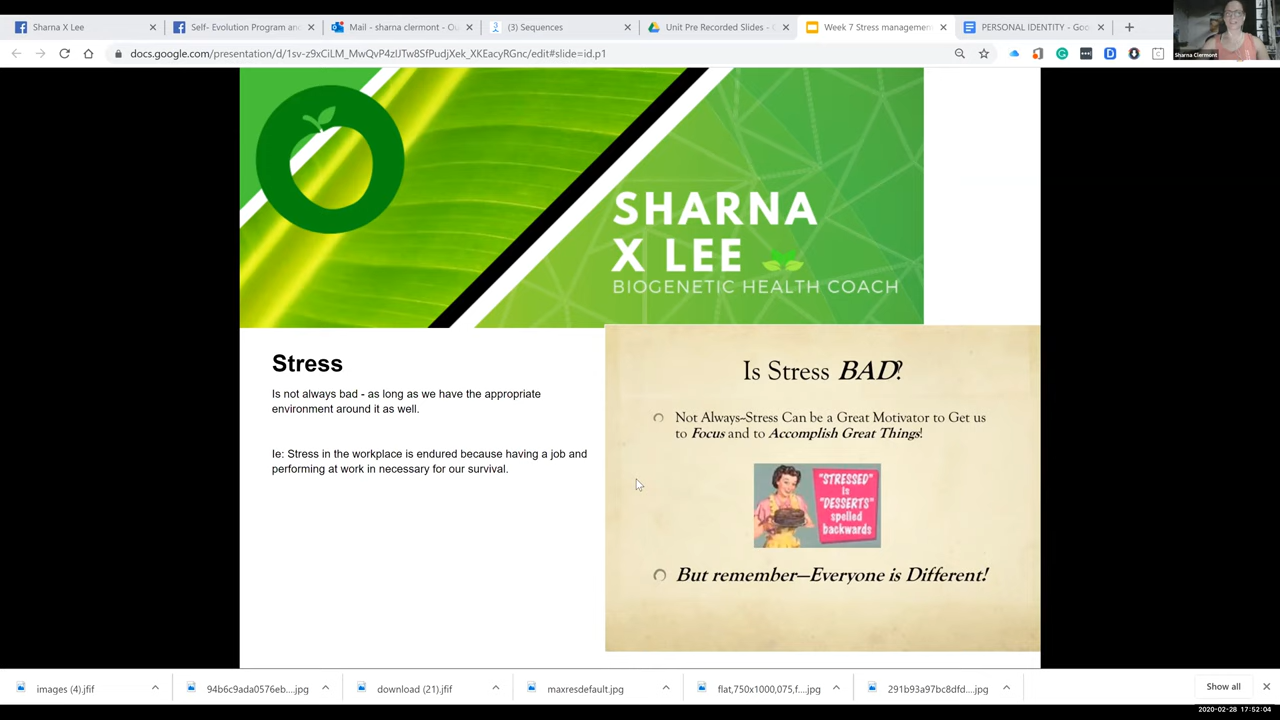 Sharna X Lee
Self- Evolution Program and
Mail - sharna clermont - Ou
(3) Sequences
Unit Pre Recorded Slides - G
Week 7 Stress management
PERSONAL IDENTITY - Goo
docs.google.com/presentation/d/1sv-z9xCiLM_MwQvP4zlJTw8SfPudjXek_XKEacyRGnc/edit#slide=id.p1
Sharna Clermont
SHARNA
X LEE
BIOGENETIC HEALTH COACH
Stress
Is not always bad - as long as we have the appropriate
environment around it as well.
Ie: Stress in the workplace is endured because having a job and
performing at work in necessary for our survival.
Is Stress BAD?
Not Always–Stress Can be a Great Motivator to Get us
to Focus and to Accomplish Great Things!
"STRESSED"
is
"DESSERTS"
spelled
backwards
But remember—Everyone is Different!
images (4).jfif
94b6c9ada0576eb....jpg
download (21).jfif
maxresdefault.jpg
flat,750x1000,075,f....jpg
291b93a97bc8dfd....jpg
Show all
2020-02-28 17:52:04